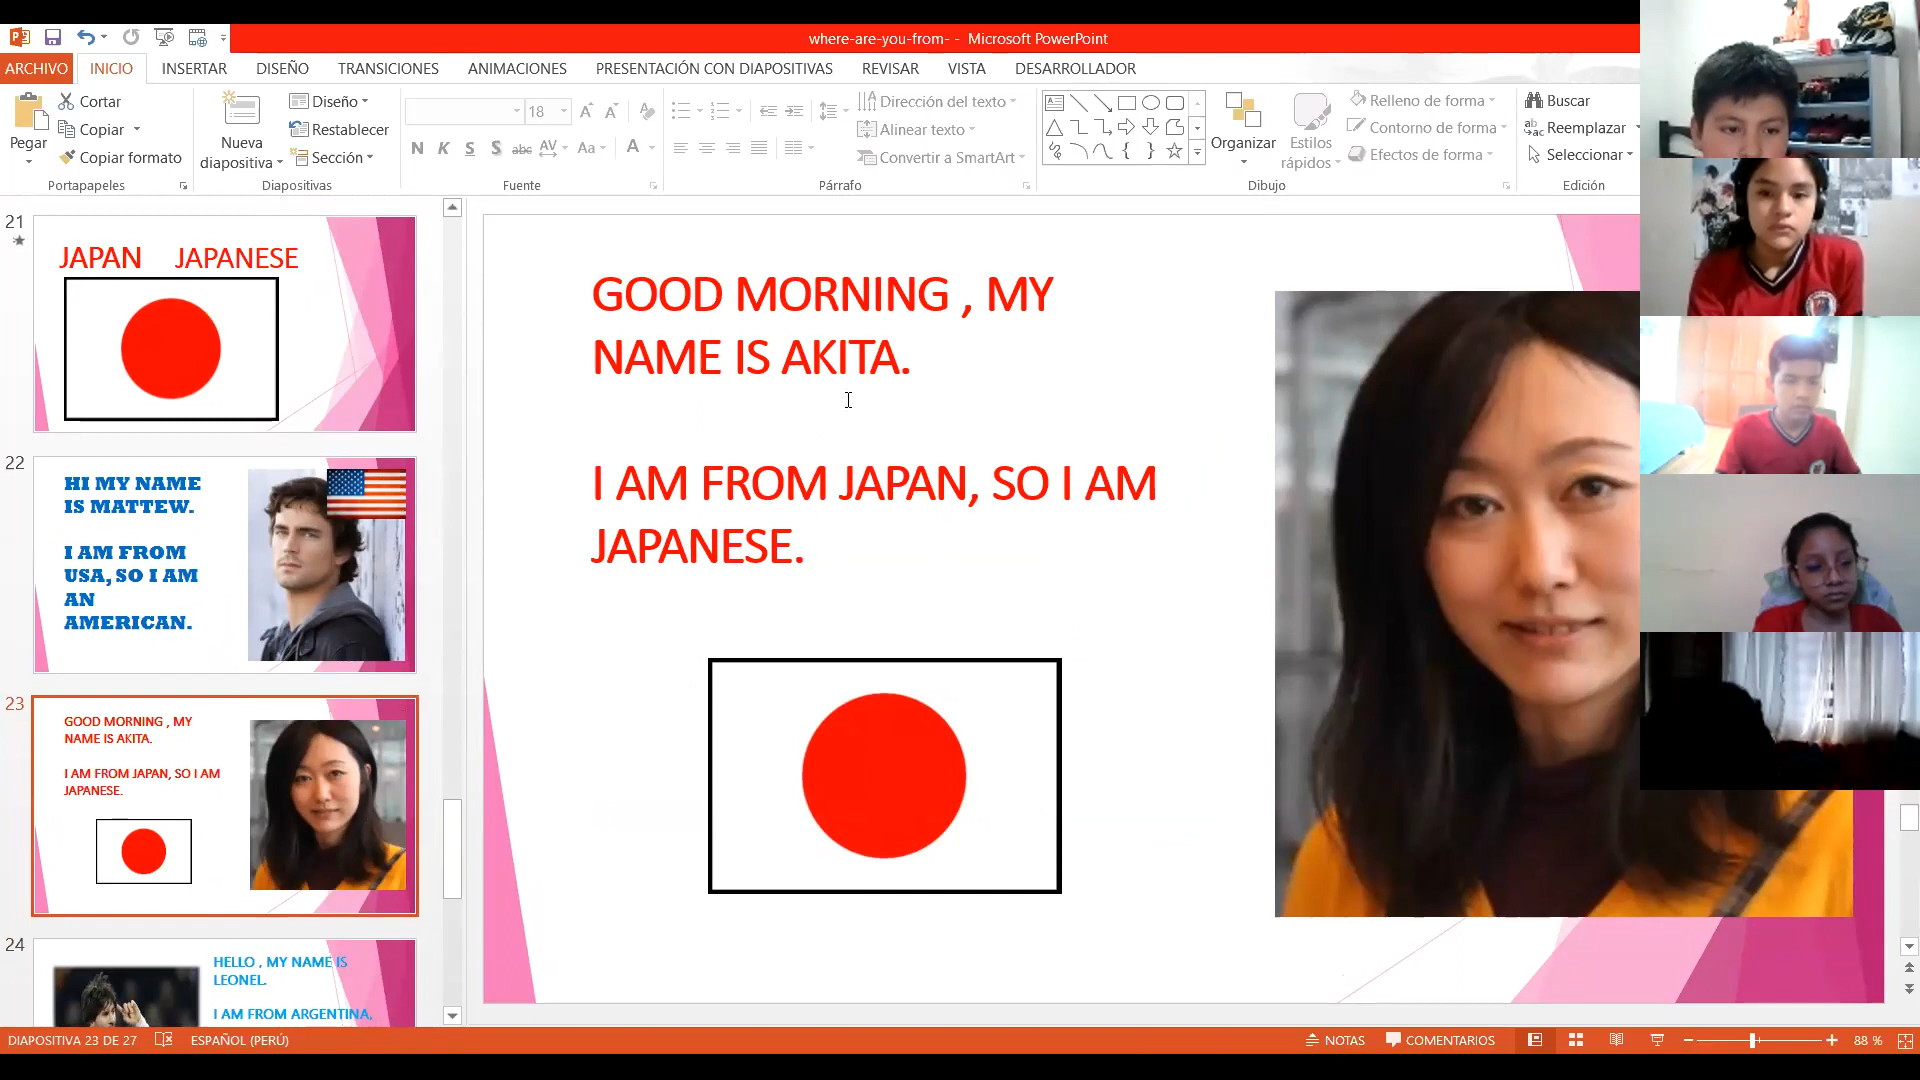 where-are-you-from- - Microsoft PowerPoint
ARCHIVO INICIO INSERTAR DISEÑO TRANSICIONES ANIMACIONES PRESENTACIÓN CON DIAPOSITIVAS REVISAR VISTA DESARROLLADOR
Pegar
Cortar
Copiar
Copiar formato
Portapapeles
Nueva
diapositiva
Diseño
Restablecer
Sección
Diapositivas
18
N K S S abc AV Aa A
Fuente
Dirección del texto
Alinear texto
Convertir a SmartArt
Párrafo
Organizar
Estilos
rápidos
Relleno de forma
Contorno de forma
Efectos de forma
Dibujo
Buscar
Reemplazar
Seleccionar
Edición
21
JAPAN JAPANESE
22
HI MY NAME
IS MATTEW.
I AM FROM
USA, SO I AM
AN
AMERICAN.
23
GOOD MORNING , MY
NAME IS AKITA.
I AM FROM JAPAN, SO I AM
JAPANESE.
24
HELLO , MY NAME IS
LEONEL.
I AM FROM ARGENTINA,
GOOD MORNING , MY
NAME IS AKITA.
I AM FROM JAPAN, SO I AM
JAPANESE.
DIAPOSITIVA 23 DE 27 ESPAÑOL (PERÚ) NOTAS COMENTARIOS 88 %